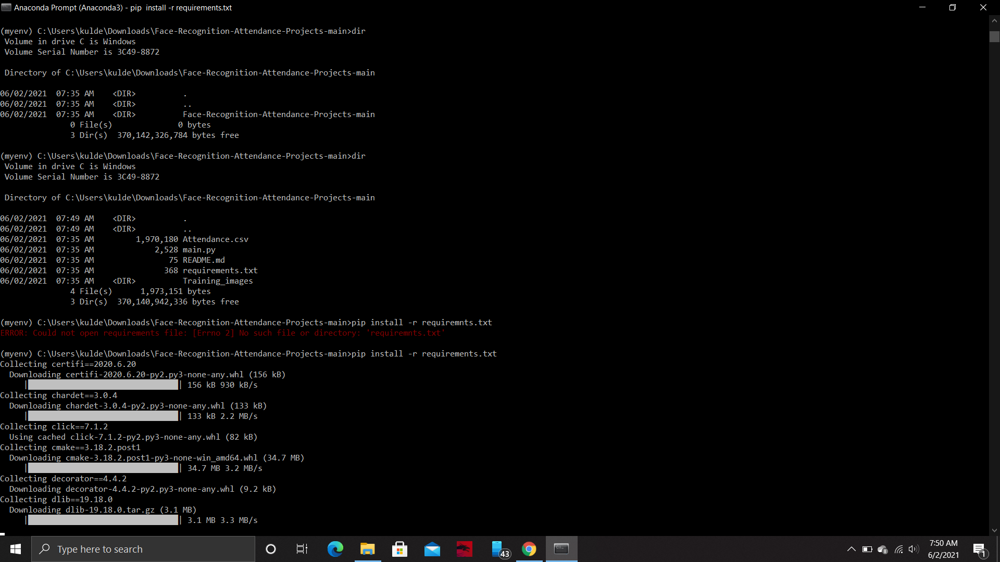 Anaconda Prompt (Anaconda3) - pip  install -r requirements.txt
(myenv) C:\Users\kulde\Downloads\Face-Recognition-Attendance-Projects-main>dir
 Volume in drive C is Windows
 Volume Serial Number is 3C49-8872
 Directory of C:\Users\kulde\Downloads\Face-Recognition-Attendance-Projects-main
06/02/2021  07:35 AM    <DIR>          .
06/02/2021  07:35 AM    <DIR>          ..
06/02/2021  07:35 AM    <DIR>          Face-Recognition-Attendance-Projects-main
               0 File(s)              0 bytes
               3 Dir(s)  370,142,326,784 bytes free
(myenv) C:\Users\kulde\Downloads\Face-Recognition-Attendance-Projects-main>dir
 Volume in drive C is Windows
 Volume Serial Number is 3C49-8872
 Directory of C:\Users\kulde\Downloads\Face-Recognition-Attendance-Projects-main
06/02/2021  07:49 AM    <DIR>          .
06/02/2021  07:49 AM    <DIR>          ..
06/02/2021  07:35 AM         1,970,180 Attendance.csv
06/02/2021  07:35 AM             2,528 main.py
06/02/2021  07:35 AM                75 README.md
06/02/2021  07:35 AM               368 requirements.txt
06/02/2021  07:35 AM    <DIR>          Training_images
               4 File(s)      1,973,151 bytes
               3 Dir(s)  370,140,942,336 bytes free
(myenv) C:\Users\kulde\Downloads\Face-Recognition-Attendance-Projects-main>pip install -r requiremnts.txt
ERROR: Could not open requirements file: [Errno 2] No such file or directory: 'requiremnts.txt'
(myenv) C:\Users\kulde\Downloads\Face-Recognition-Attendance-Projects-main>pip install -r requirements.txt
Collecting certifi==2020.6.20
  Downloading certifi-2020.6.20-py2.py3-none-any.whl (156 kB)
     |████████████████████████████████| 156 kB 930 kB/s
Collecting chardet==3.0.4
  Downloading chardet-3.0.4-py2.py3-none-any.whl (133 kB)
     |████████████████████████████████| 133 kB 2.2 MB/s
Collecting click==7.1.2
  Using cached click-7.1.2-py2.py3-none-any.whl (82 kB)
Collecting cmake==3.18.2.post1
  Downloading cmake-3.18.2.post1-py3-none-win_amd64.whl (34.7 MB)
     |████████████████████████████████| 34.7 MB 3.2 MB/s
Collecting decorator==4.4.2
  Downloading decorator-4.4.2-py2.py3-none-any.whl (9.2 kB)
Collecting dlib==19.18.0
  Downloading dlib-19.18.0.tar.gz (3.1 MB)
     |████████████████████████████████| 3.1 MB 3.3 MB/s
Type here to search
43
7:50 AM
6/2/2021
1